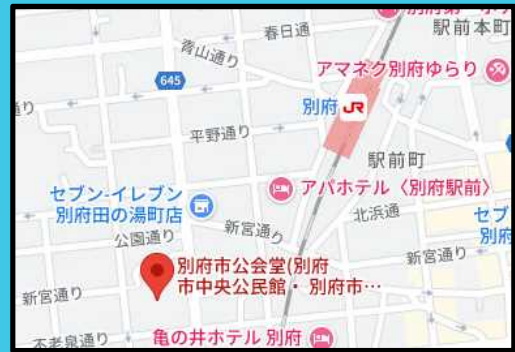 春日通
駅前本町
青山通り
アマネク別府ゆらり
645
別府 JR
平野通り
駅前町
アパホテル〈別府駅前〉
セブン-イレブン
別府田の湯町店
北浜通
セブ
別府
公園通り
新宮通り
新宮通り
別府市公会堂(別府
市中央公民館・ 別府市…
新宮通り
不老泉通り
亀の井ホテル 別府